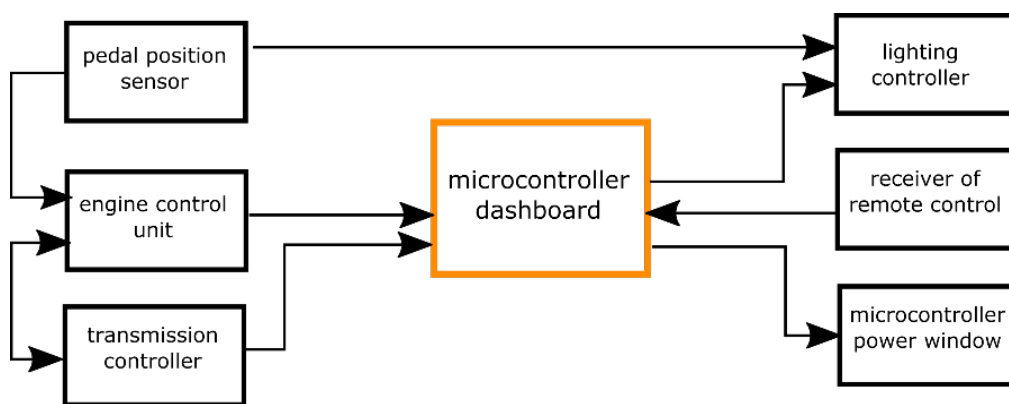 pedal position
sensor
lighting
controller
microcontroller
dashboard
receiver of
remote control
engine control
unit
transmission
controller
microcontroller
power window